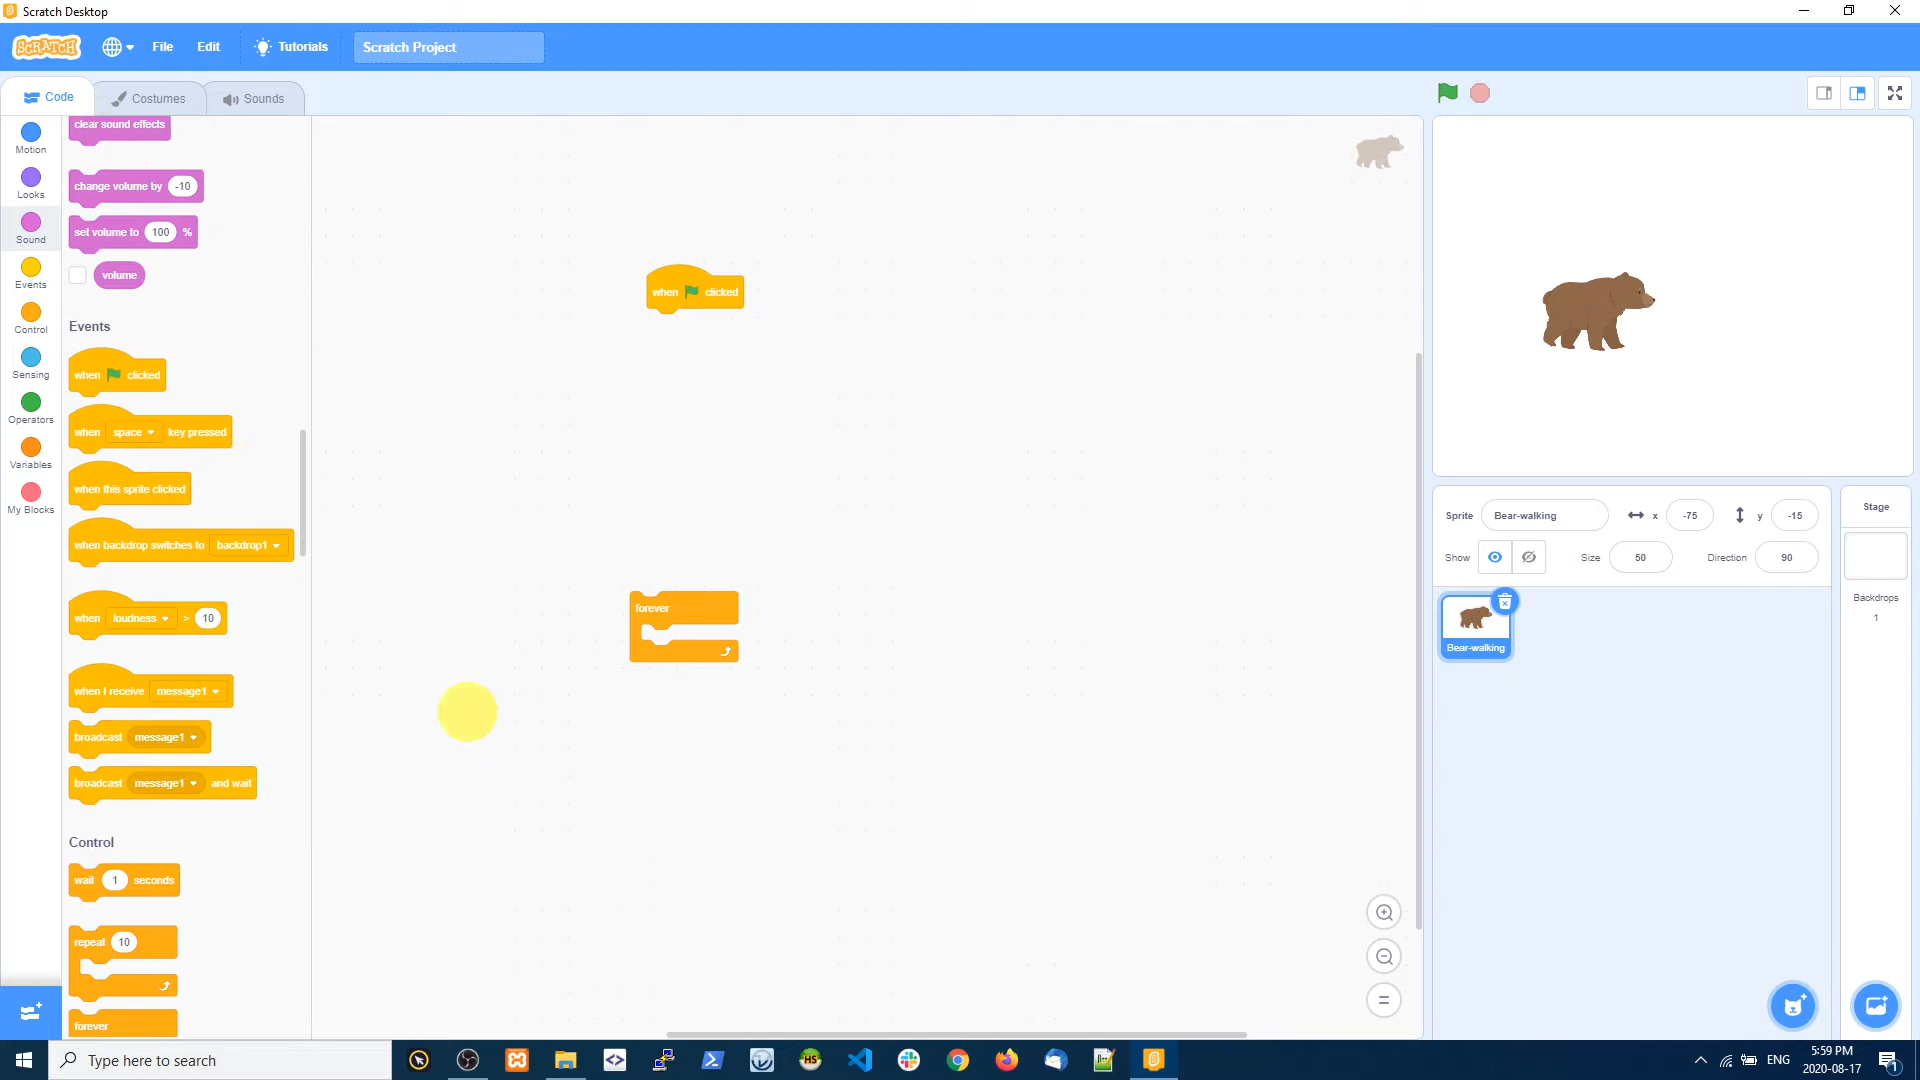 Scratch Desktop
SCRATCH
File
Edit
Tutorials
Scratch Project
Code
Costumes
Sounds
Motion
Looks
Sound
Events
Control
Sensing
Operators
Variables
My Blocks
clear sound effects
change volume by -10
set volume to 100 %
volume
Events
when clicked
when space key pressed
when this sprite clicked
when backdrop switches to backdrop1
when loudness > 10
when I receive message1
broadcast message1
broadcast message1 and wait
Control
wait 1 seconds
repeat 10
forever
when clicked
forever
Sprite Bear-walking x -75 y -15
Show Size 50 Direction 90
Bear-walking
Stage
Backdrops
1
Type here to search
HS
ENG
5:59 PM
2020-08-17
1